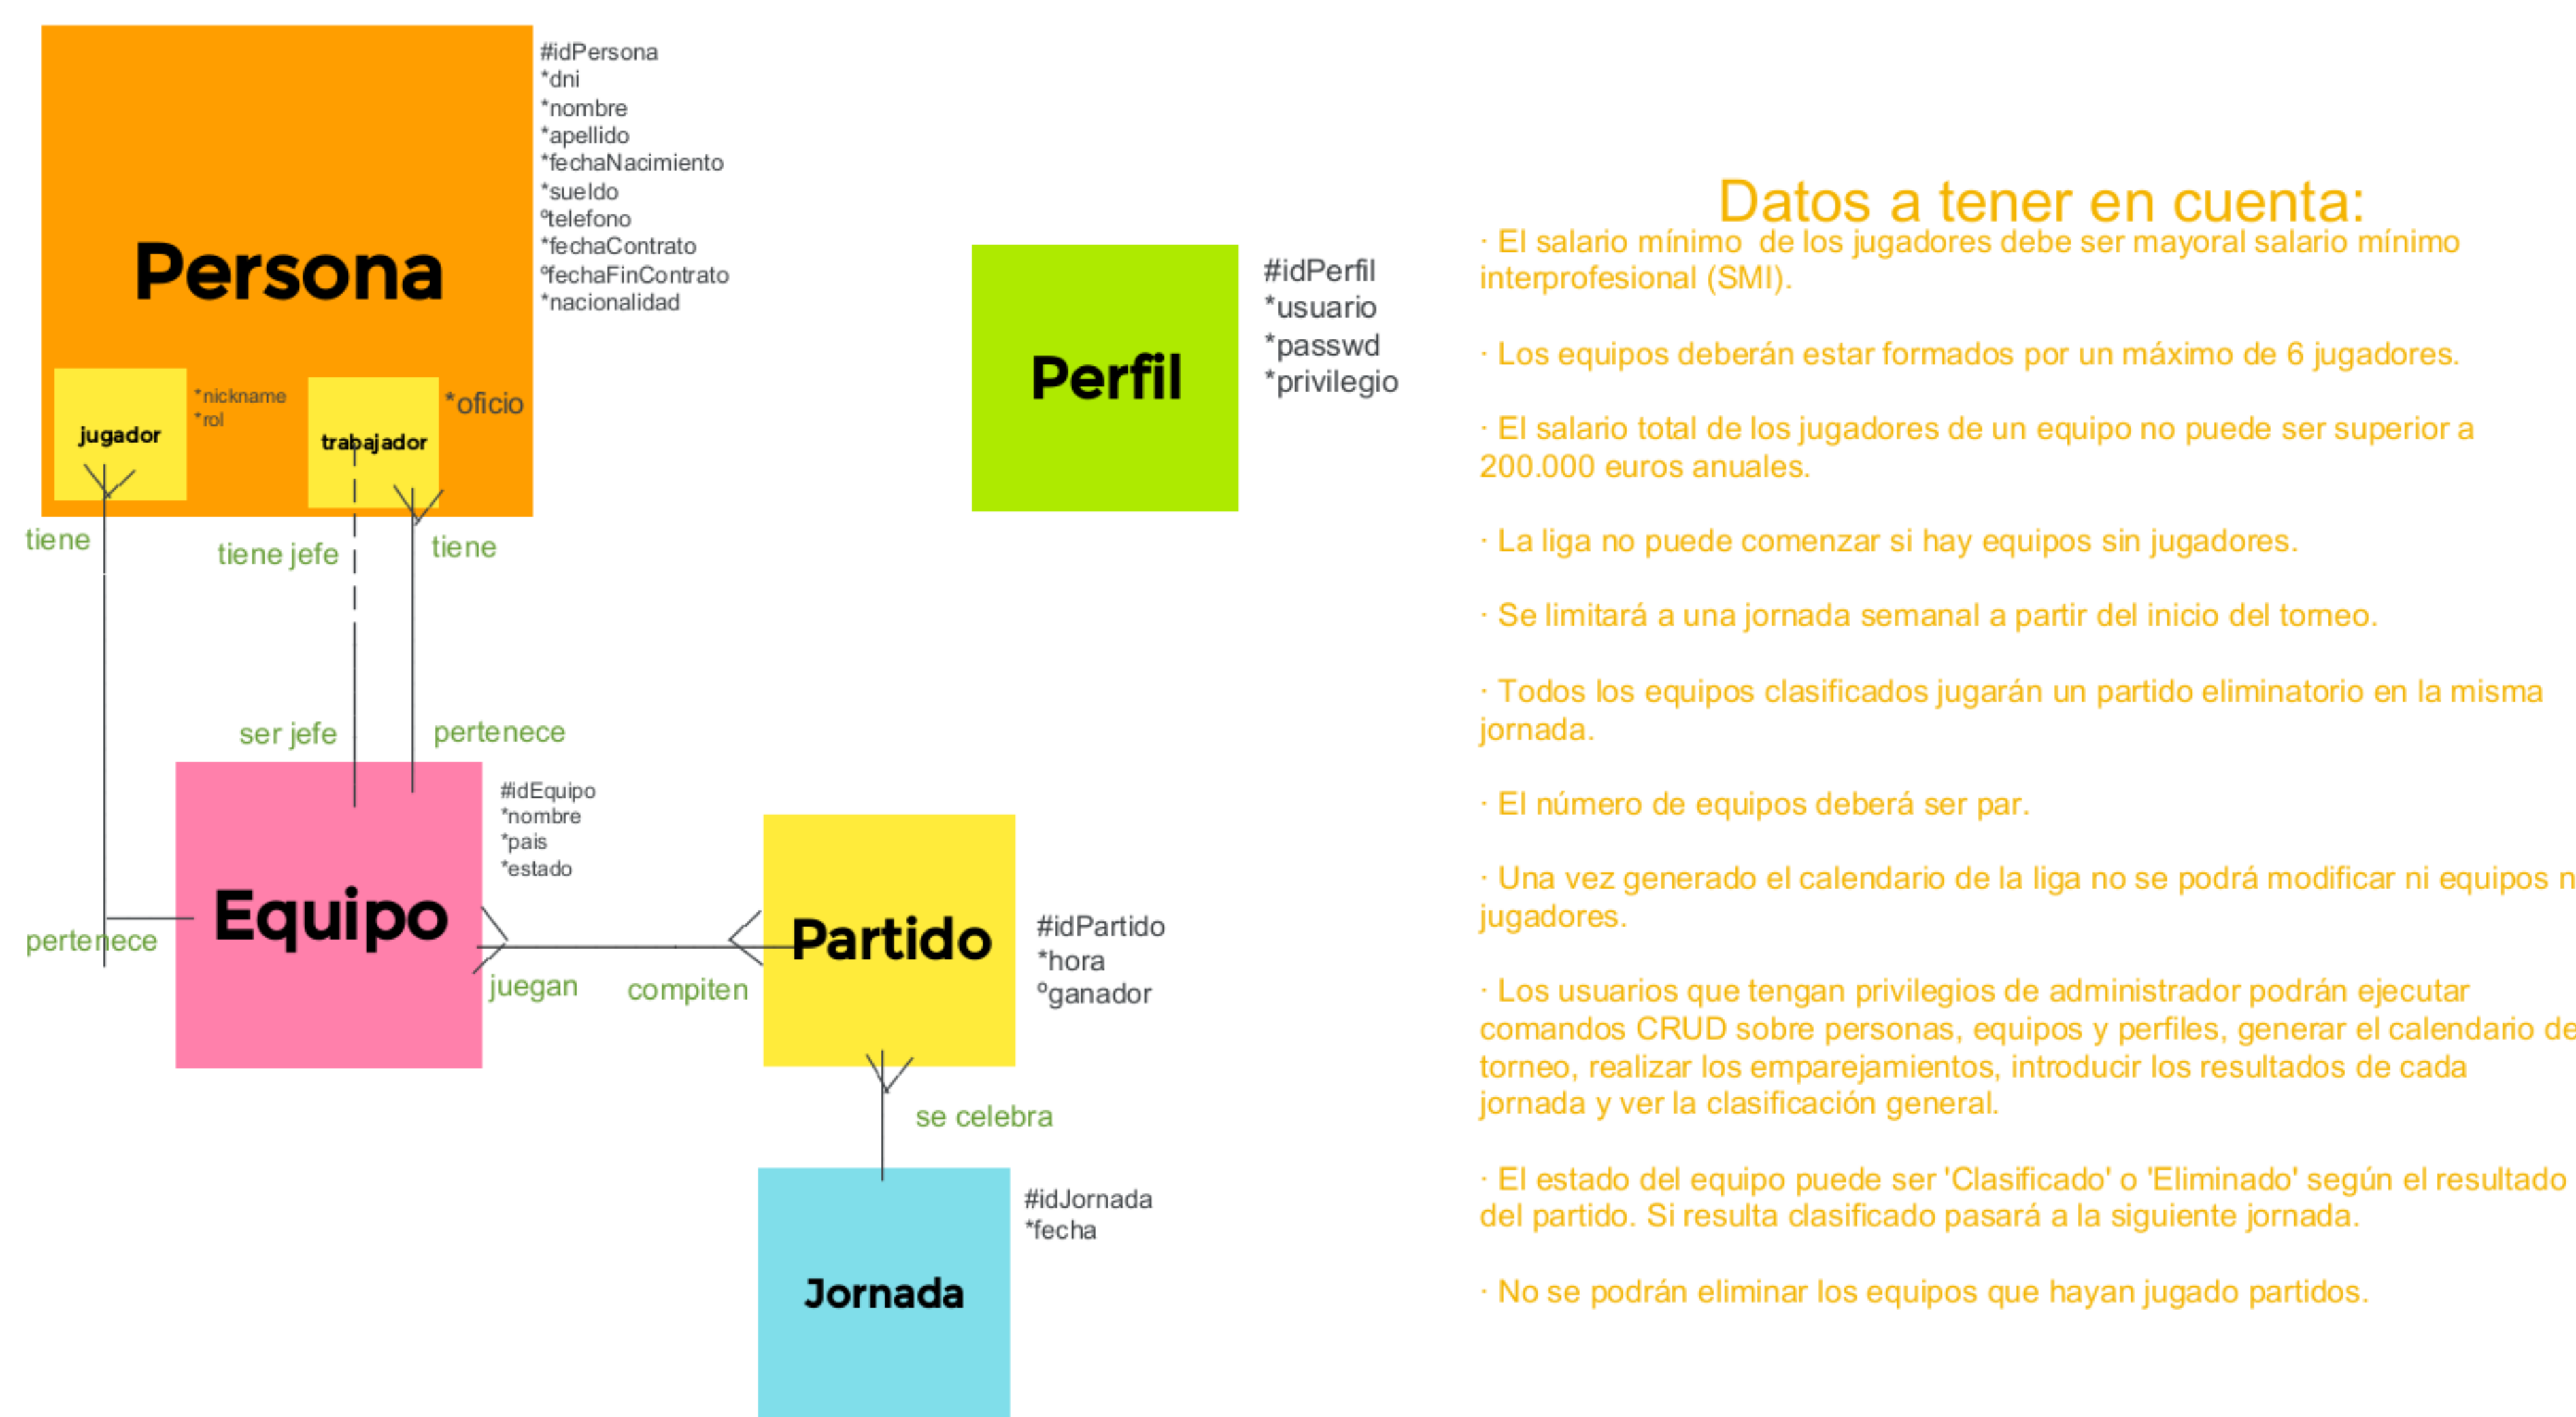 Persona
#idPersona
*dni
*nombre
*apellido
*fechaNacimiento
*sueldo
ºtelefono
*fechaContrato
ºfechaFinContrato
*nacionalidad
jugador
*nickname
*rol
trabajador
*oficio
tiene
tiene jefe
tiene
ser jefe
pertenece
pertenece
Equipo
#idEquipo
*nombre
*pais
*estado
juegan
compiten
Partido
#idPartido
*hora
ºganador
se celebra
Jornada
#idJornada
*fecha
Perfil
#idPerfil
*usuario
*passwd
*privilegio
Datos a tener en cuenta:
· El salario mínimo de los jugadores debe ser mayoral salario mínimo
interprofesional (SMI).
· Los equipos deberán estar formados por un máximo de 6 jugadores.
· El salario total de los jugadores de un equipo no puede ser superior a
200.000 euros anuales.
· La liga no puede comenzar si hay equipos sin jugadores.
· Se limitará a una jornada semanal a partir del inicio del torneo.
· Todos los equipos clasificados jugarán un partido eliminatorio en la misma
jornada.
· El número de equipos deberá ser par.
· Una vez generado el calendario de la liga no se podrá modificar ni equipos n
jugadores.
· Los usuarios que tengan privilegios de administrador podrán ejecutar
comandos CRUD sobre personas, equipos y perfiles, generar el calendario de
torneo, realizar los emparejamientos, introducir los resultados de cada
jornada y ver la clasificación general.
· El estado del equipo puede ser 'Clasificado' o 'Eliminado' según el resultado
del partido. Si resulta clasificado pasará a la siguiente jornada.
· No se podrán eliminar los equipos que hayan jugado partidos.